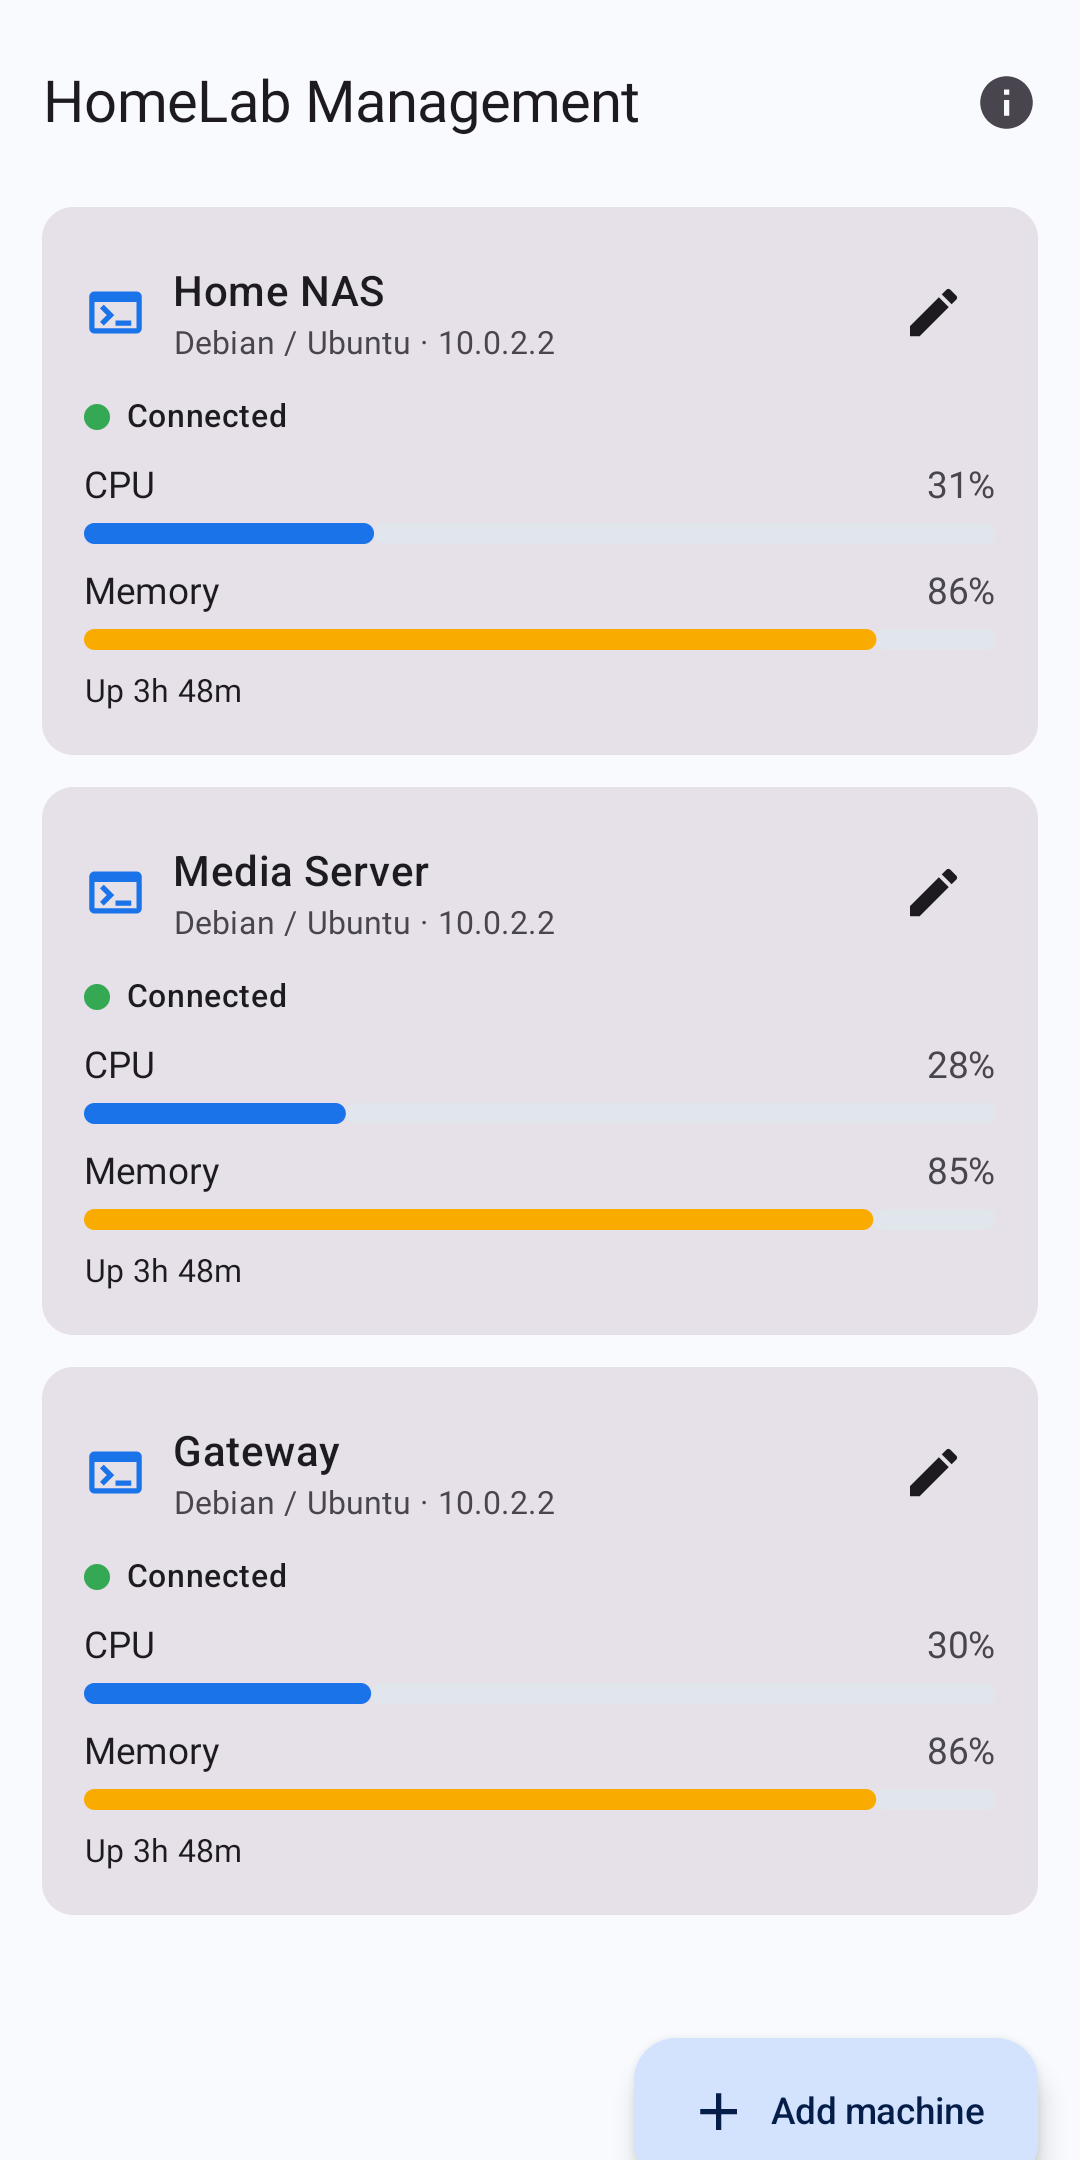 HomeLab Management
Home NAS
Debian / Ubuntu · 10.0.2.2
Connected
CPU 31%
Memory 86%
Up 3h 48m
Media Server
Debian / Ubuntu · 10.0.2.2
Connected
CPU 28%
Memory 85%
Up 3h 48m
Gateway
Debian / Ubuntu · 10.0.2.2
Connected
CPU 30%
Memory 86%
Up 3h 48m
Add machine